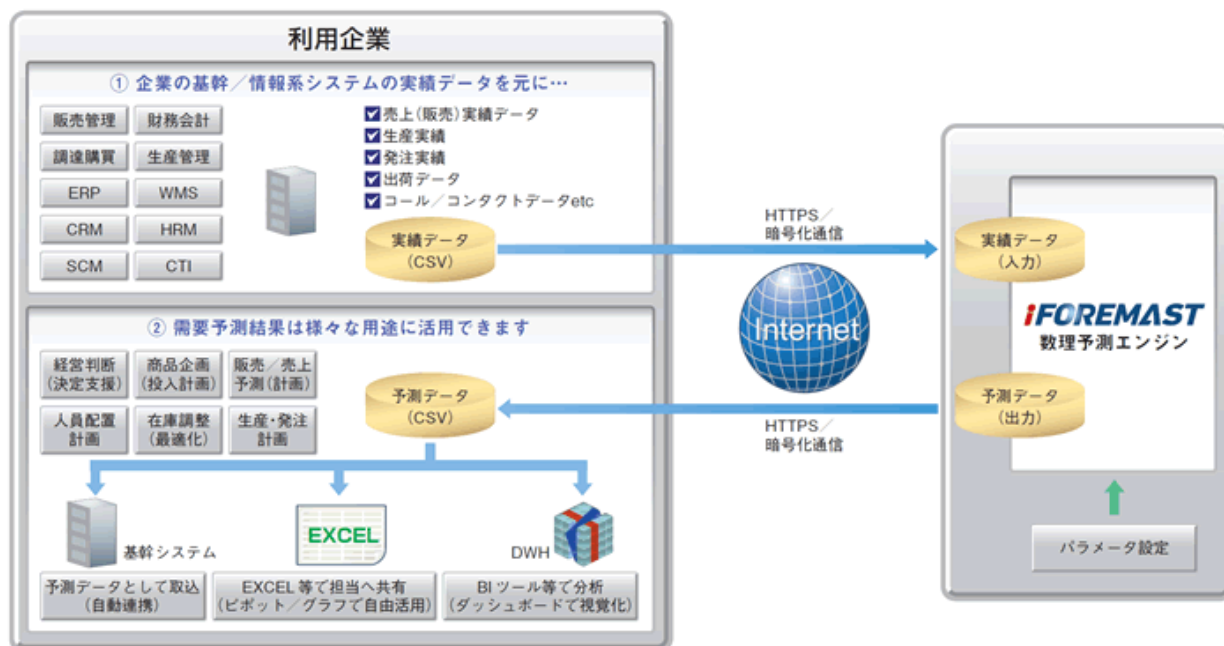 利用企業
① 企業の基幹／情報系システムの実績データを元に…
販売管理
財務会計
調達購買
生産管理
ERP
WMS
CRM
HRM
SCM
CTI
売上(販売)実績データ
生産実績
発注実績
出荷データ
コール／コンタクトデータetc
実績データ
(CSV)
② 需要予測結果は様々な用途に活用できます
経営判断
(決定支援)
商品企画
(投入計画)
販売／売上
予測(計画)
人員配置
計画
在庫調整
(最適化)
生産・発注
計画
予測データ
(CSV)
基幹システム
EXCEL
DWH
予測データとして取込
(自動連携)
EXCEL 等で担当へ共有
(ピボット／グラフで自由活用)
BI ツール等で分析
(ダッシュボードで視覚化)
HTTPS／
暗号化通信
Internet
HTTPS／
暗号化通信
実績データ
(入力)
iFOREMAST
数理予測エンジン
予測データ
(出力)
パラメータ設定